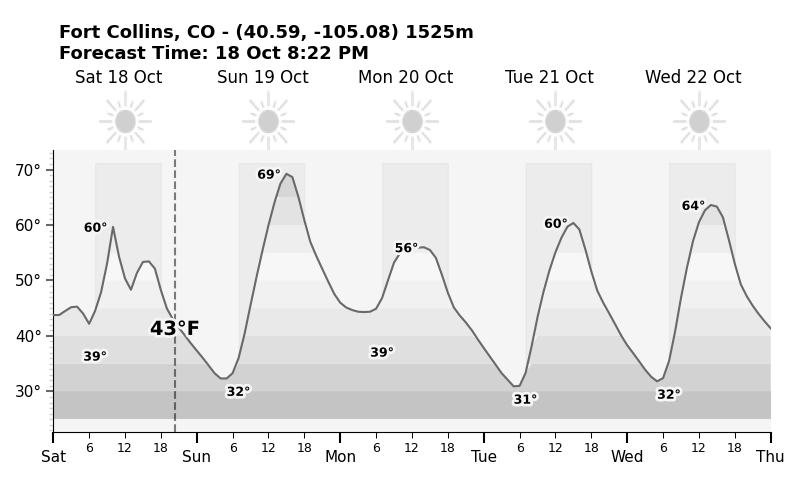 Fort Collins, CO - (40.59, -105.08) 1525m
Forecast Time: 18 Oct 8:22 PM
Sat 18 Oct Sun 19 Oct Mon 20 Oct Tue 21 Oct Wed 22 Oct
70°
60°
50°
40°
30°
60°
39°
43°F
69°
32°
56°
39°
60°
31°
64°
32°
6 12 18 6 12 18 6 12 18 6 12 18 6 12 18
Sat Sun Mon Tue Wed Thu